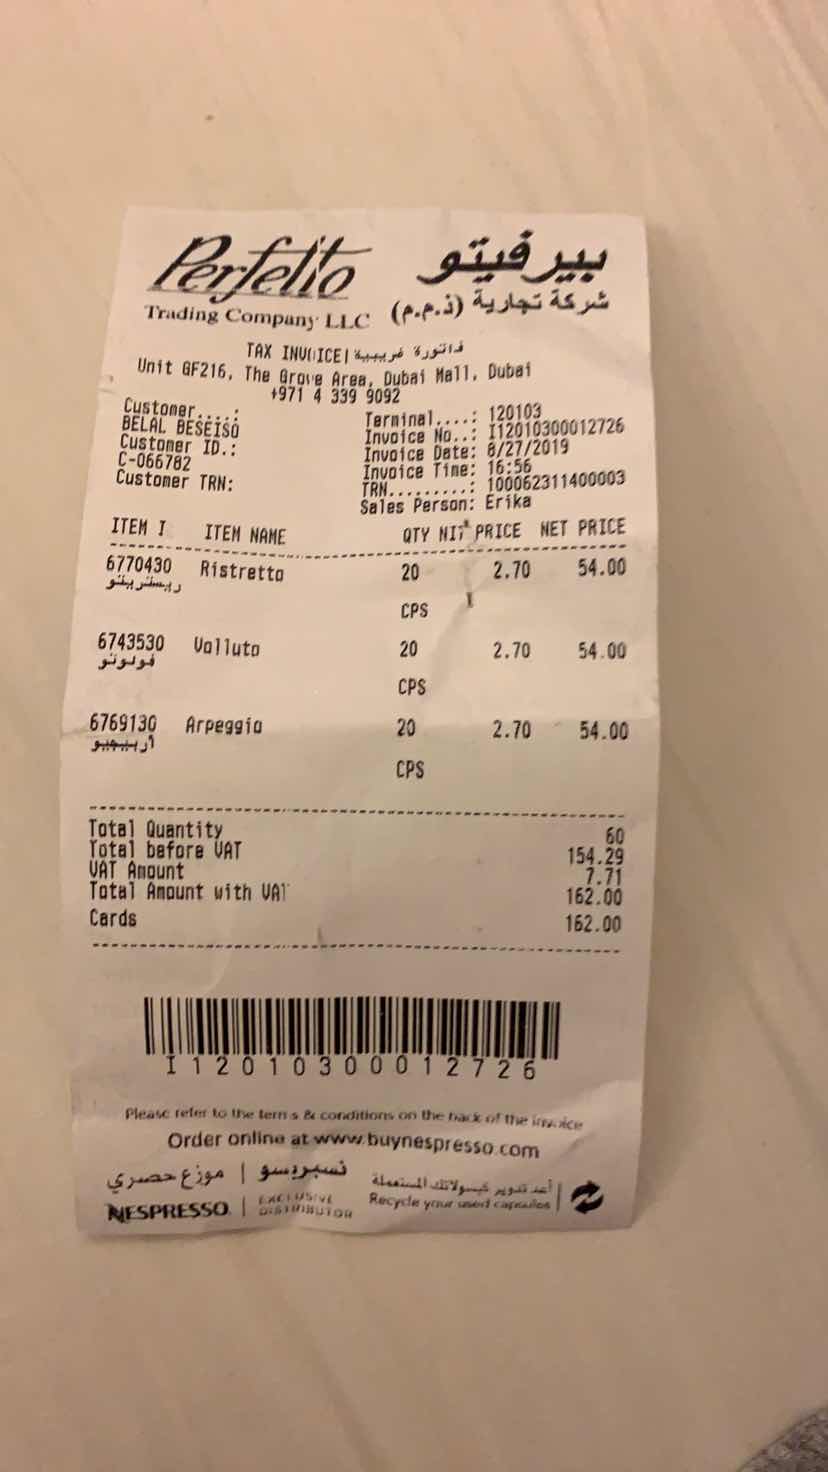 Perfetto بيرفيتو
Trading Company LLC شركة تجارية (ذ.م.م)
TAX INVOICE| فاتورة ضريبية
Unit GF216, The Grove Area, Dubai Mall, Dubai
+971 4 339 9092
Customer.....:
BELAL BESEISO
Customer ID.:
C-066782
Customer TRN:
Terminal....: 120103
Invoice No..: I12010300012726
Invoice Date: 8/27/2019
Invoice Time: 16:56
TRN.........: 100062311400003
Sales Person: Erika
ITEM I ITEM NAME QTY NIT PRICE NET PRICE
6770430 Ristretto 20 2.70 54.00
ريستريتو
CPS
6743530 Volluto 20 2.70 54.00
فولوتو
CPS
6769130 Arpeggio 20 2.70 54.00
أربيجيو
CPS
Total Quantity 60
Total before VAT 154.29
VAT Amount 7.71
Total Amount with VAT 162.00
Cards 162.00
I12010300012726
Please refer to the terms & conditions on the back of the invoice
Order online at www.buynespresso.com
نسبريسو | موزع حصري
NESPRESSO | EXCLUSIVE DISTRIBUTOR
أعد تدوير كبسولاتك المستعملة
Recycle your used capsules